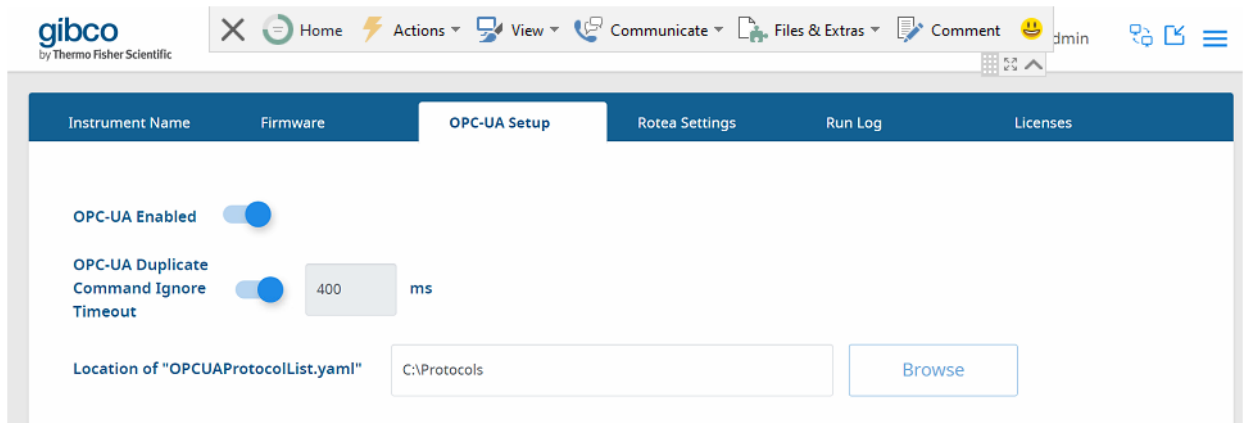 gibco
by Thermo Fisher Scientific
Home Actions View Communicate Files & Extras Comment
dmin
Instrument Name Firmware OPC-UA Setup Rotea Settings Run Log Licenses
OPC-UA Enabled
OPC-UA Duplicate
Command Ignore
Timeout
400 ms
Location of "OPCUAProtocolList.yaml" C:\Protocols Browse